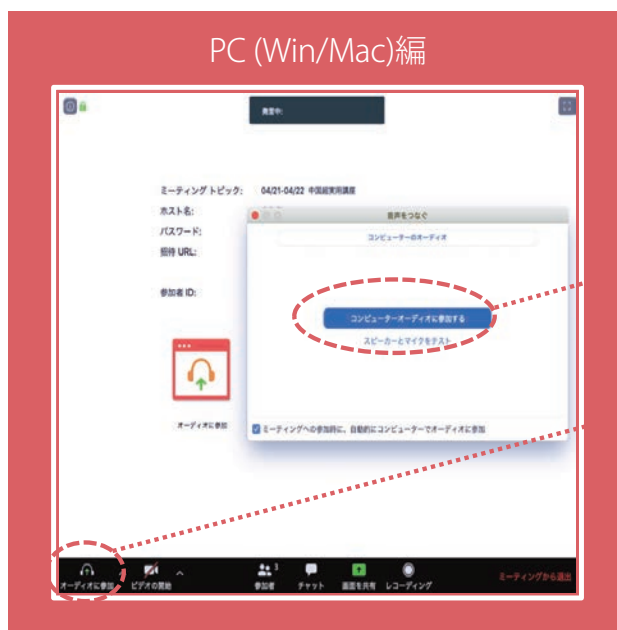 PC (Win/Mac)編
発言中:
ミーティング トピック: 04/21-04/22 中国超実用講座
ホスト名:
パスワード:
招待 URL:
参加者 ID:
音声をつなぐ
コンピューターのオーディオ
コンピューターオーディオに参加する
スピーカーとマイクをテスト
オーディオに参加
ミーティングへの参加時に、自動的にコンピューターでオーディオに参加
オーディオに参加
ビデオの開始
3
参加者
チャット
画面を共有
レコーディング
ミーティングから退出